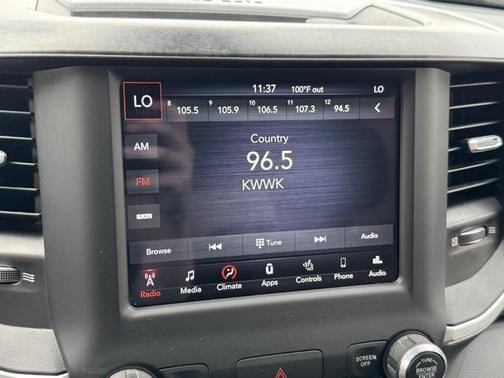 11:37 100°F out LO
LO
8 105.5 9 105.9 10 106.5 11 107.3 12 94.5
AM
Country
96.5
FM
KWWK
sxm
Browse Tune Audio
Radio Media Climate Apps Controls Phone Audio
SCREEN OFF
TUNE
BROWSE
ENTER